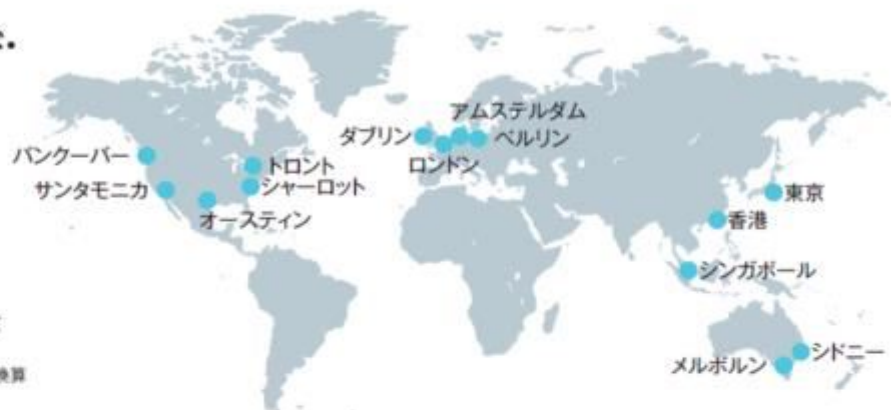 アムステルダム
ダブリン
ベルリン
ロンドン
バンクーバー
トロント
サンタモニカ
シャーロット
オースティン
東京
香港
シンガポール
シドニー
メルボルン
換算